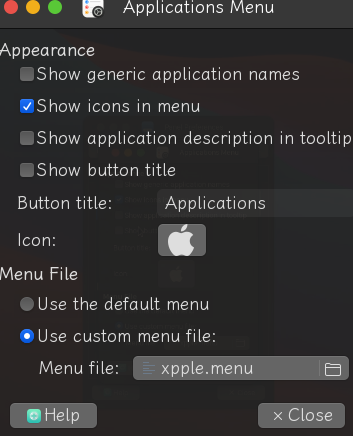 Applications Menu
Appearance
Show generic application names
Show icons in menu
Show application description in tooltip
Show button title
Button title: Applications
Icon:
Menu File
Use the default menu
Use custom menu file:
Menu file: xpple.menu
Help × Close